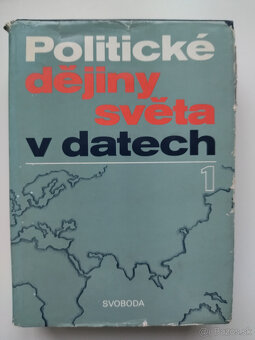 Politické
dějiny
světa
v datech
1
SVOBODA